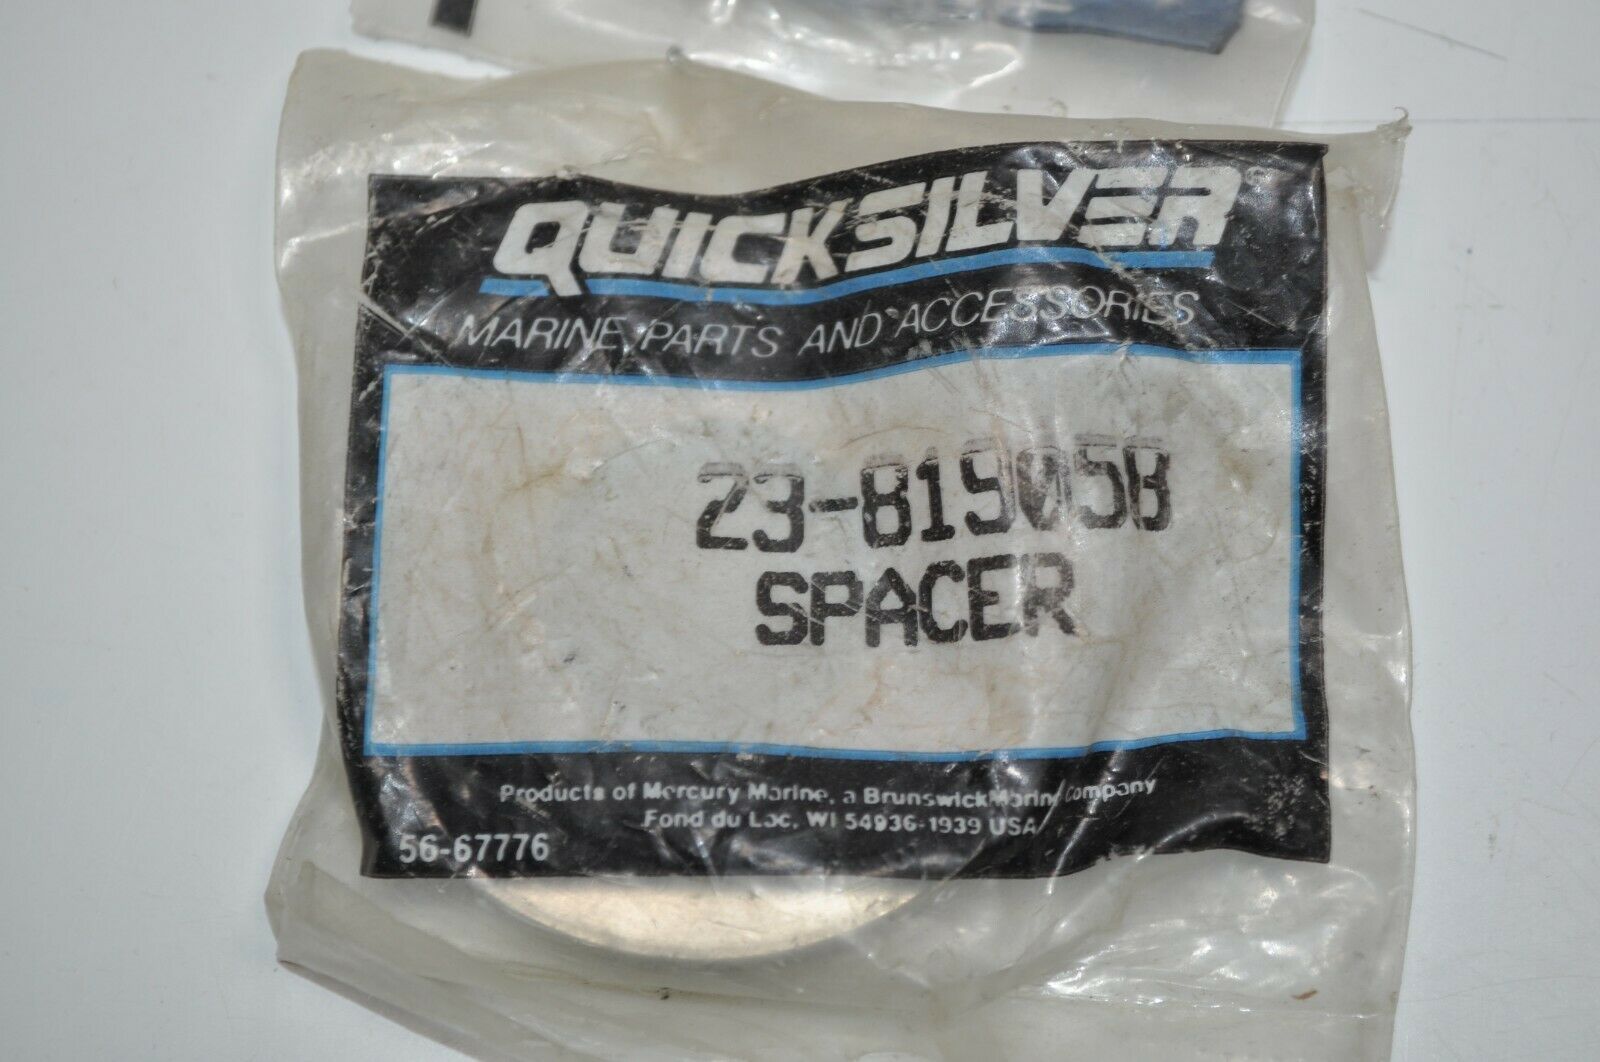 QUICKSILVER®
MARINE PARTS AND ACCESSORIES
23-819058
SPACER
Products of Mercury Marine, a Brunswick Marine Company
Fond du Lac, WI 54936-1939 USA
56-67776